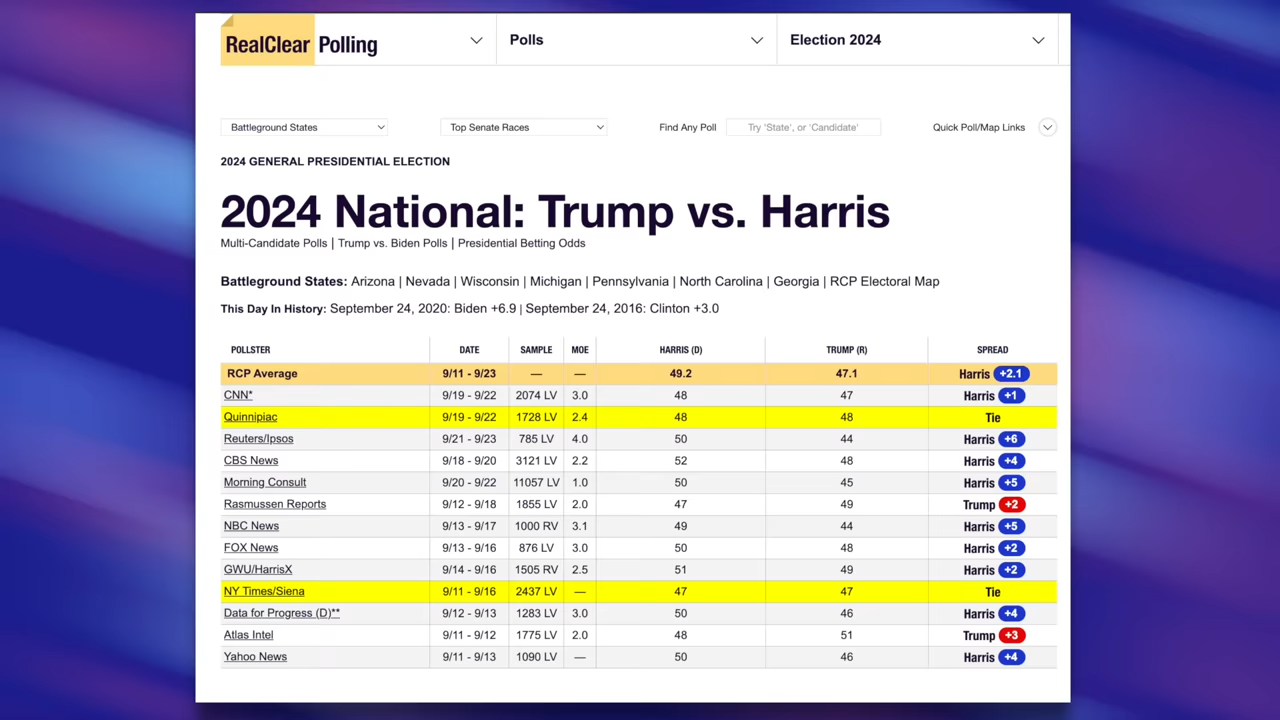 RealClear Polling Polls Election 2024
Battleground States Top Senate Races Find Any Poll Try 'State', or 'Candidate' Quick Poll/Map Links
2024 GENERAL PRESIDENTIAL ELECTION
2024 National: Trump vs. Harris
Multi-Candidate Polls | Trump vs. Biden Polls | Presidential Betting Odds
Battleground States: Arizona | Nevada | Wisconsin | Michigan | Pennsylvania | North Carolina | Georgia | RCP Electoral Map
This Day In History: September 24, 2020: Biden +6.9 | September 24, 2016: Clinton +3.0
POLLSTER DATE SAMPLE MOE HARRIS (D) TRUMP (R) SPREAD
RCP Average 9/11 - 9/23 — — 49.2 47.1 Harris +2.1
CNN* 9/19 - 9/22 2074 LV 3.0 48 47 Harris +1
Quinnipiac 9/19 - 9/22 1728 LV 2.4 48 48 Tie
Reuters/Ipsos 9/21 - 9/23 785 LV 4.0 50 44 Harris +6
CBS News 9/18 - 9/20 3121 LV 2.2 52 48 Harris +4
Morning Consult 9/20 - 9/22 11057 LV 1.0 50 45 Harris +5
Rasmussen Reports 9/12 - 9/18 1855 LV 2.0 47 49 Trump +2
NBC News 9/13 - 9/17 1000 RV 3.1 49 44 Harris +5
FOX News 9/13 - 9/16 876 LV 3.0 50 48 Harris +2
GWU/HarrisX 9/14 - 9/16 1505 RV 2.5 51 49 Harris +2
NY Times/Siena 9/11 - 9/16 2437 LV — 47 47 Tie
Data for Progress (D)** 9/12 - 9/13 1283 LV 3.0 50 46 Harris +4
Atlas Intel 9/11 - 9/12 1775 LV 2.0 48 51 Trump +3
Yahoo News 9/11 - 9/13 1090 LV — 50 46 Harris +4